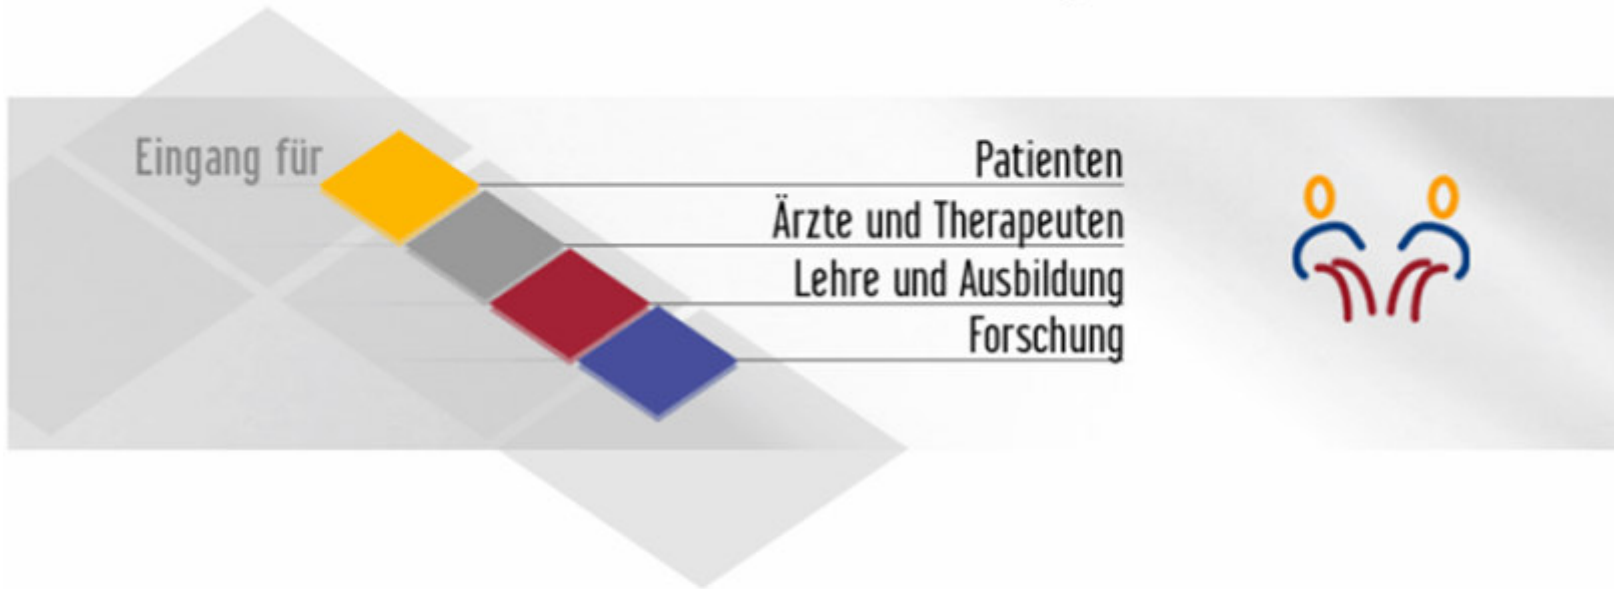 Eingang für
Patienten
Ärzte und Therapeuten
Lehre und Ausbildung
Forschung